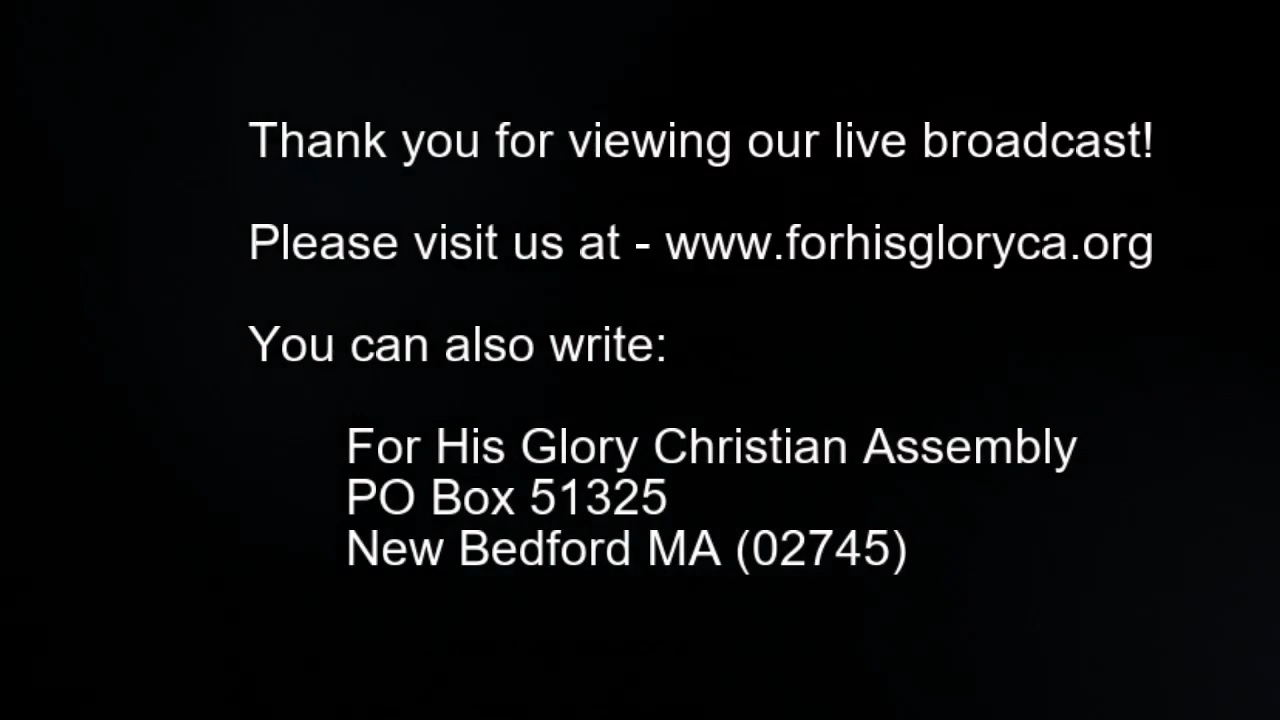 Thank you for viewing our live broadcast!
Please visit us at - www.forhisgloryca.org
You can also write:
For His Glory Christian Assembly
PO Box 51325
New Bedford MA (02745)